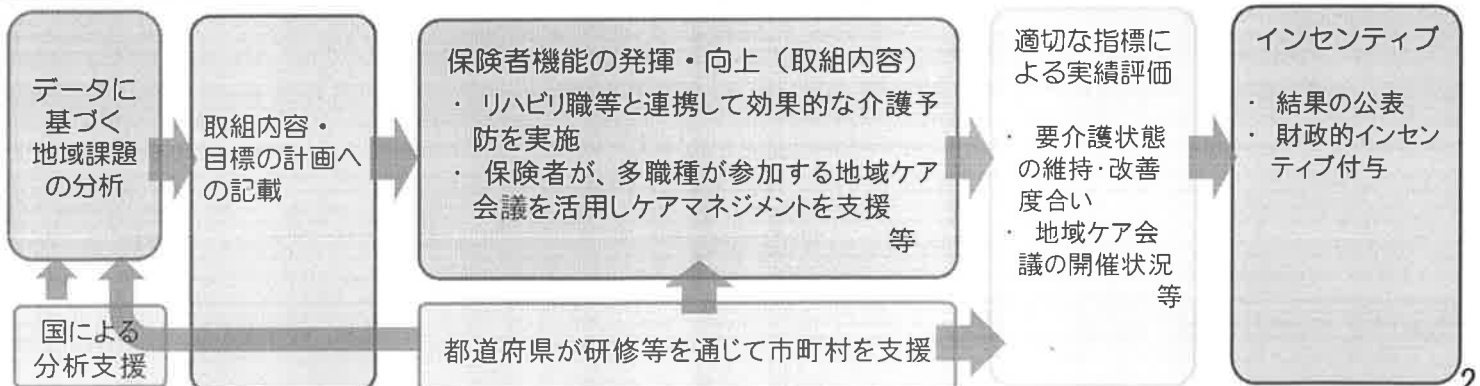 データに
基づく
地域課題
の分析
取組内容・
目標の計画へ
の記載
保険者機能の発揮・向上（取組内容）
・ リハビリ職等と連携して効果的な介護予
防を実施
・ 保険者が、多職種が参加する地域ケア
会議を活用しケアマネジメントを支援
等
適切な指標に
よる実績評価
・ 要介護状態
の維持・改善
度合い
・ 地域ケア会
議の開催状況
等
インセンティブ
・ 結果の公表
・ 財政的インセン
ティブ付与
国による
分析支援
都道府県が研修等を通じて市町村を支援
2